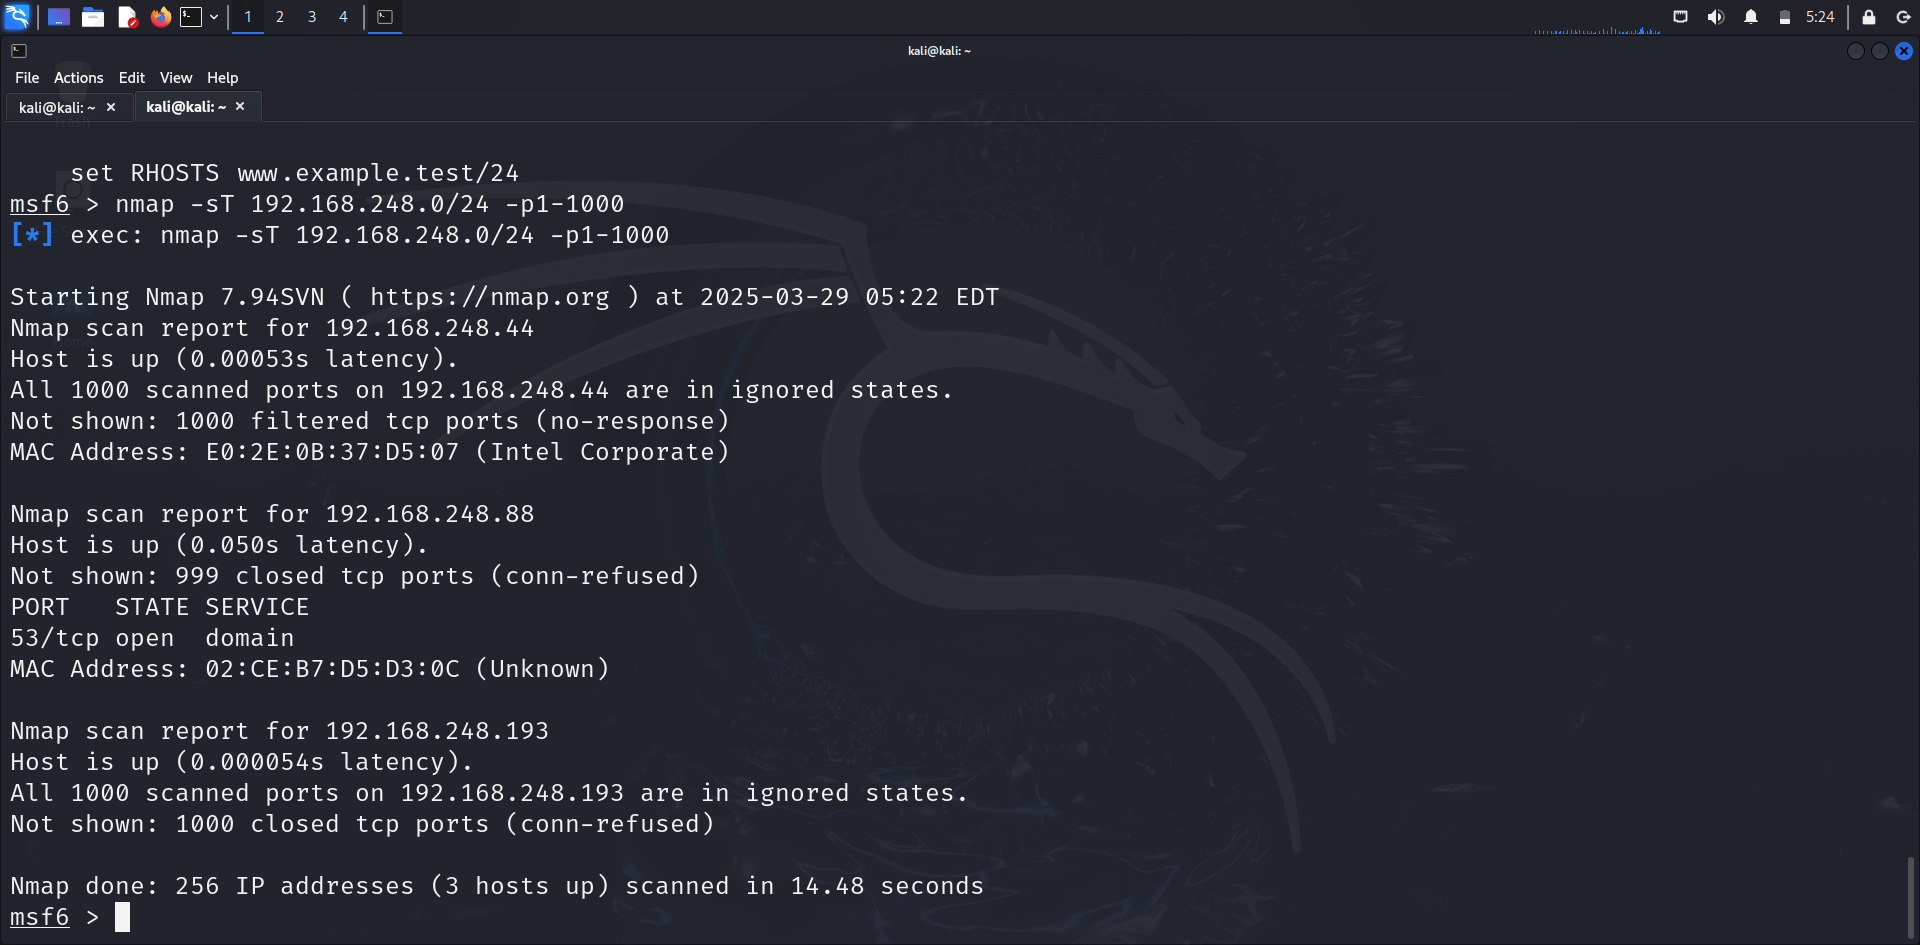 1 2 3 4 5:24
kali@kali: ~
File Actions Edit View Help
kali@kali: ~ × kali@kali: ~ ×
Trash
set RHOSTS www.example.test/24
msf6 > nmap -sT 192.168.248.0/24 -p1-1000
[*] exec: nmap -sT 192.168.248.0/24 -p1-1000
Starting Nmap 7.94SVN ( https://nmap.org ) at 2025-03-29 05:22 EDT
Nmap scan report for 192.168.248.44
Home
Host is up (0.00053s latency).
All 1000 scanned ports on 192.168.248.44 are in ignored states.
Not shown: 1000 filtered tcp ports (no-response)
MAC Address: E0:2E:0B:37:D5:07 (Intel Corporate)
Nmap scan report for 192.168.248.88
Host is up (0.050s latency).
Not shown: 999 closed tcp ports (conn-refused)
PORT   STATE SERVICE
53/tcp open  domain
MAC Address: 02:CE:B7:D5:D3:0C (Unknown)
Nmap scan report for 192.168.248.193
Host is up (0.000054s latency).
All 1000 scanned ports on 192.168.248.193 are in ignored states.
Not shown: 1000 closed tcp ports (conn-refused)
Nmap done: 256 IP addresses (3 hosts up) scanned in 14.48 seconds
msf6 >